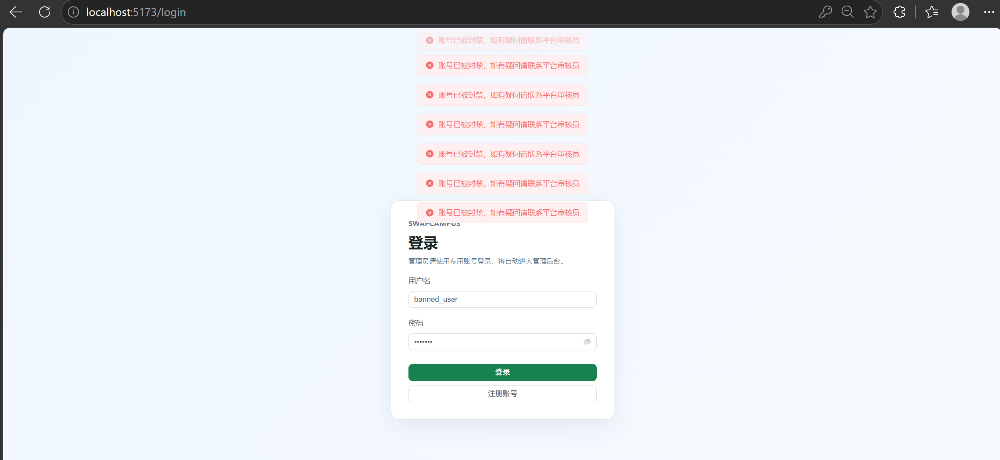 localhost:5173/login
账号已被封禁，如有疑问请联系平台审核员
账号已被封禁，如有疑问请联系平台审核员
账号已被封禁，如有疑问请联系平台审核员
账号已被封禁，如有疑问请联系平台审核员
账号已被封禁，如有疑问请联系平台审核员
账号已被封禁，如有疑问请联系平台审核员
账号已被封禁，如有疑问请联系平台审核员
SWAPCAMPUS
登录
管理员请使用专用账号登录，将自动进入管理后台。
用户名
banned_user
密码
•••••••
登录
注册账号